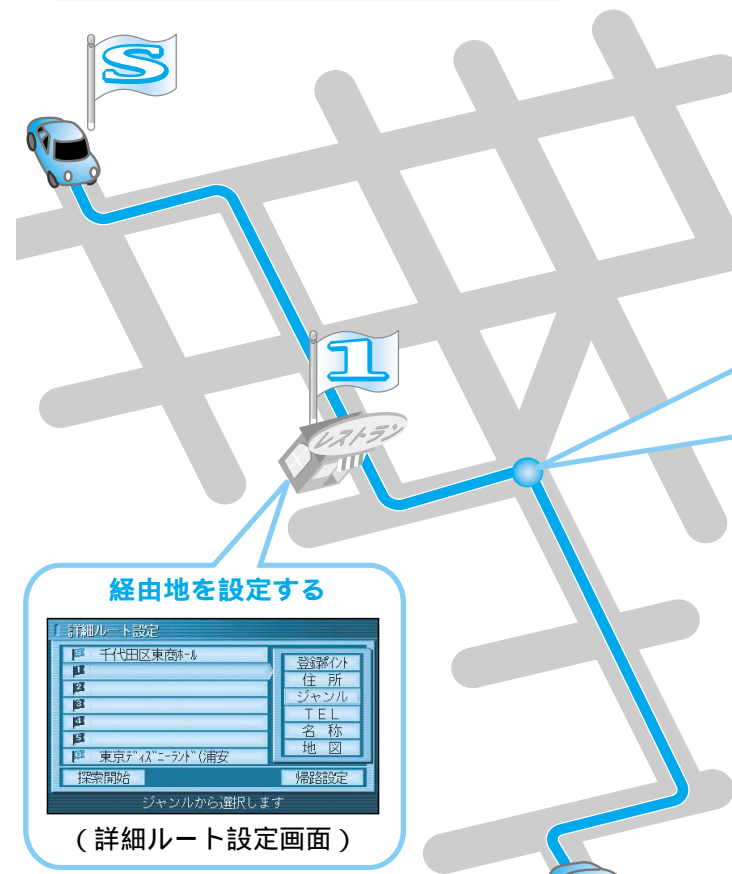 S
1
レストラン
経由地を設定する
詳細ルート設定
千代田区東商ホール
1
2
3
4
5
東京ディズニーランド(浦安
登録ポイント
住 所
ジャンル
TEL
名 称
地 図
探索開始
帰路設定
ジャンルから選択します
(詳細ルート設定画面)